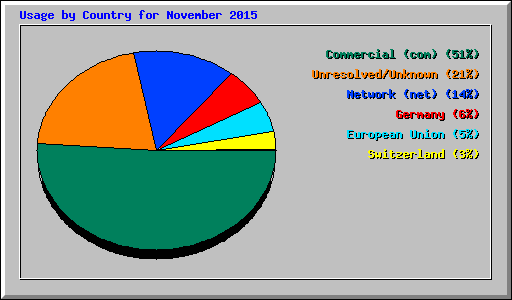 Usage by Country for November 2015
Commercial (com) (51%)
Unresolved/Unknown (21%)
Network (net) (14%)
Germany (6%)
European Union (5%)
Switzerland (3%)